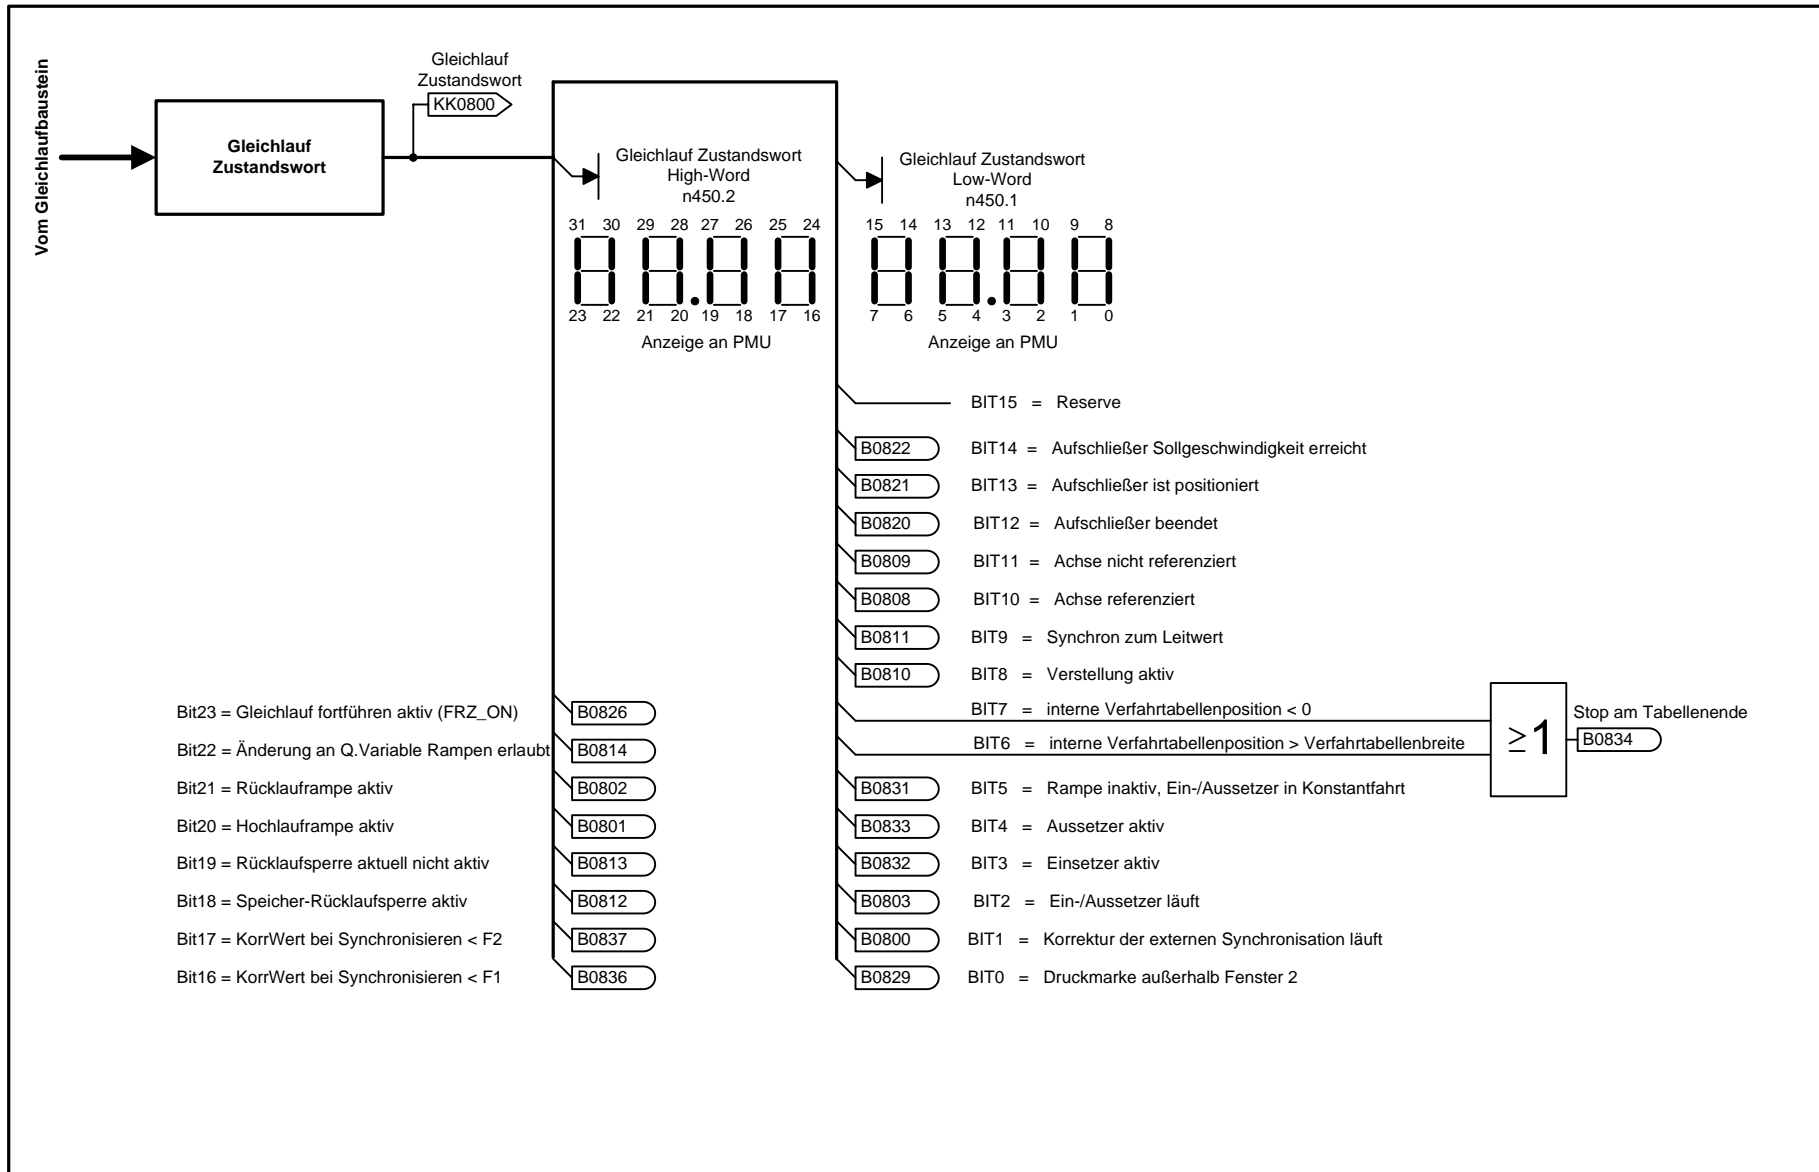 Vom Gleichlaufbaustein
Gleichlauf
Zustandswort
Gleichlauf
Zustandswort
KK0800
Gleichlauf Zustandswort
High-Word
n450.2
31 30 29 28 27 26 25 24
23 22 21 20 19 18 17 16
Anzeige an PMU
Gleichlauf Zustandswort
Low-Word
n450.1
15 14 13 12 11 10 9 8
7 6 5 4 3 2 1 0
Anzeige an PMU
BIT15 = Reserve
B0822 BIT14 = Aufschließer Sollgeschwindigkeit erreicht
B0821 BIT13 = Aufschließer ist positioniert
B0820 BIT12 = Aufschließer beendet
B0809 BIT11 = Achse nicht referenziert
B0808 BIT10 = Achse referenziert
B0811 BIT9 = Synchron zum Leitwert
B0810 BIT8 = Verstellung aktiv
BIT7 = interne Verfahrtabellenposition < 0
BIT6 = interne Verfahrtabellenposition > Verfahrtabellenbreite
≥1
Stop am Tabellenende
B0834
B0831 BIT5 = Rampe inaktiv, Ein-/Aussetzer in Konstantfahrt
B0833 BIT4 = Aussetzer aktiv
B0832 BIT3 = Einsetzer aktiv
B0803 BIT2 = Ein-/Aussetzer läuft
B0800 BIT1 = Korrektur der externen Synchronisation läuft
B0829 BIT0 = Druckmarke außerhalb Fenster 2
Bit23 = Gleichlauf fortführen aktiv (FRZ_ON) B0826
Bit22 = Änderung an Q.Variable Rampen erlaubt B0814
Bit21 = Rücklauframpe aktiv B0802
Bit20 = Hochlauframpe aktiv B0801
Bit19 = Rücklaufsperre aktuell nicht aktiv B0813
Bit18 = Speicher-Rücklaufsperre aktiv B0812
Bit17 = KorrWert bei Synchronisieren < F2 B0837
Bit16 = KorrWert bei Synchronisieren < F1 B0836